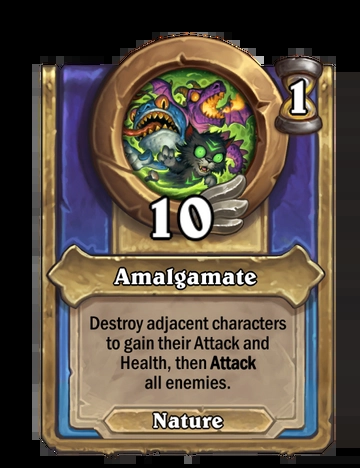 1
10
Amalgamate
Destroy adjacent characters
to gain their Attack and
Health, then Attack
all enemies.
Nature